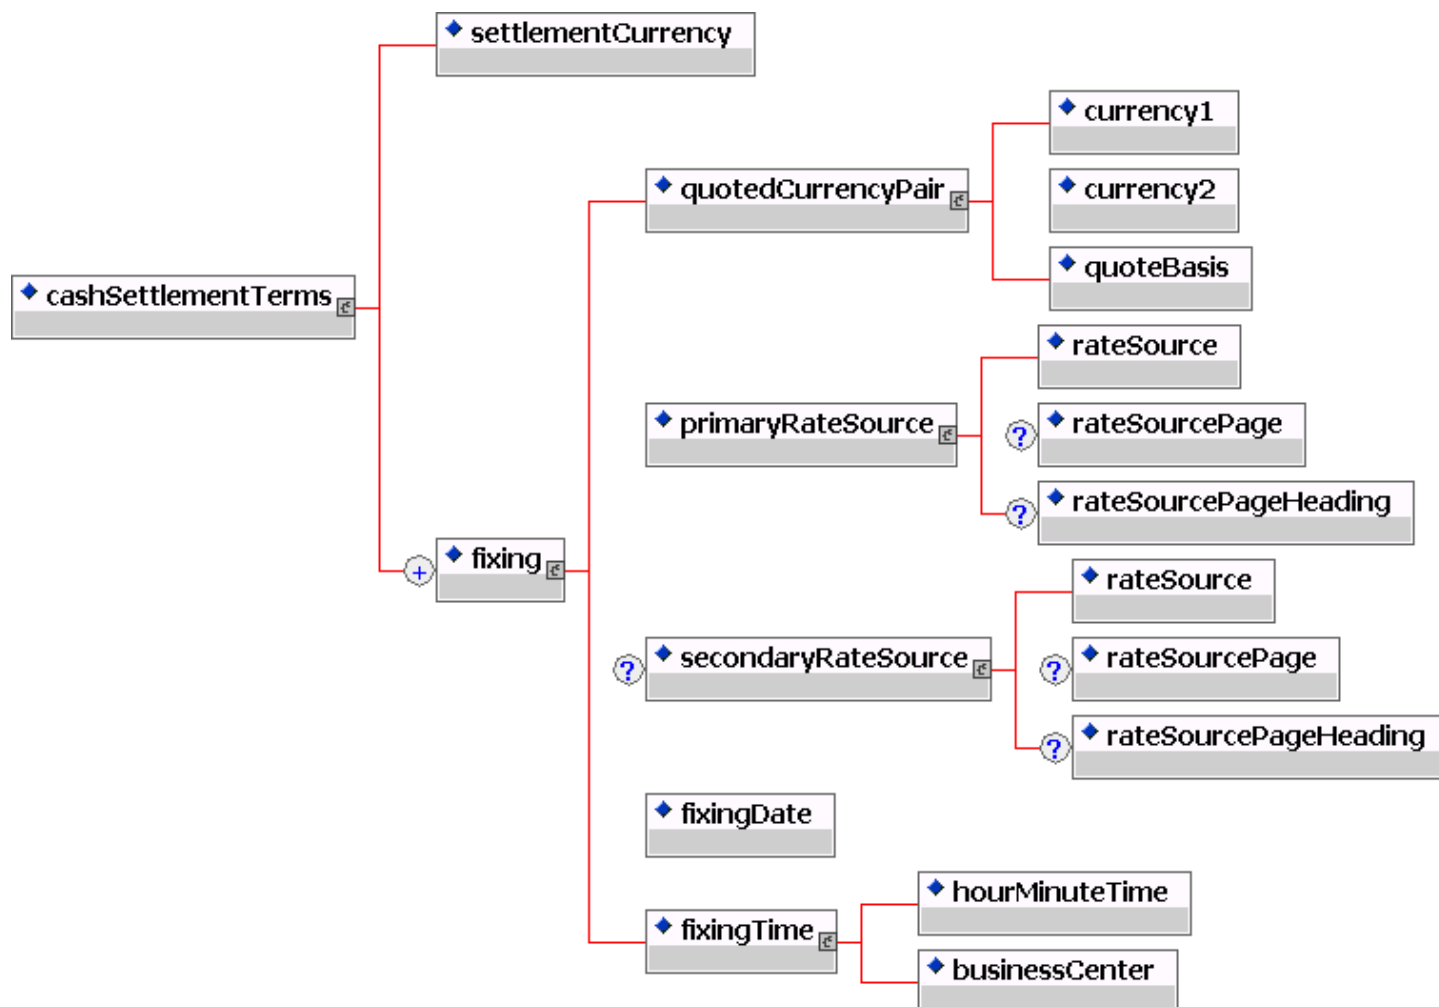 settlementCurrency
currency1
quotedCurrencyPair
currency2
quoteBasis
cashSettlementTerms
rateSource
primaryRateSource
? rateSourcePage
? rateSourcePageHeading
+ fixing
rateSource
? secondaryRateSource
? rateSourcePage
? rateSourcePageHeading
fixingDate
hourMinuteTime
fixingTime
businessCenter